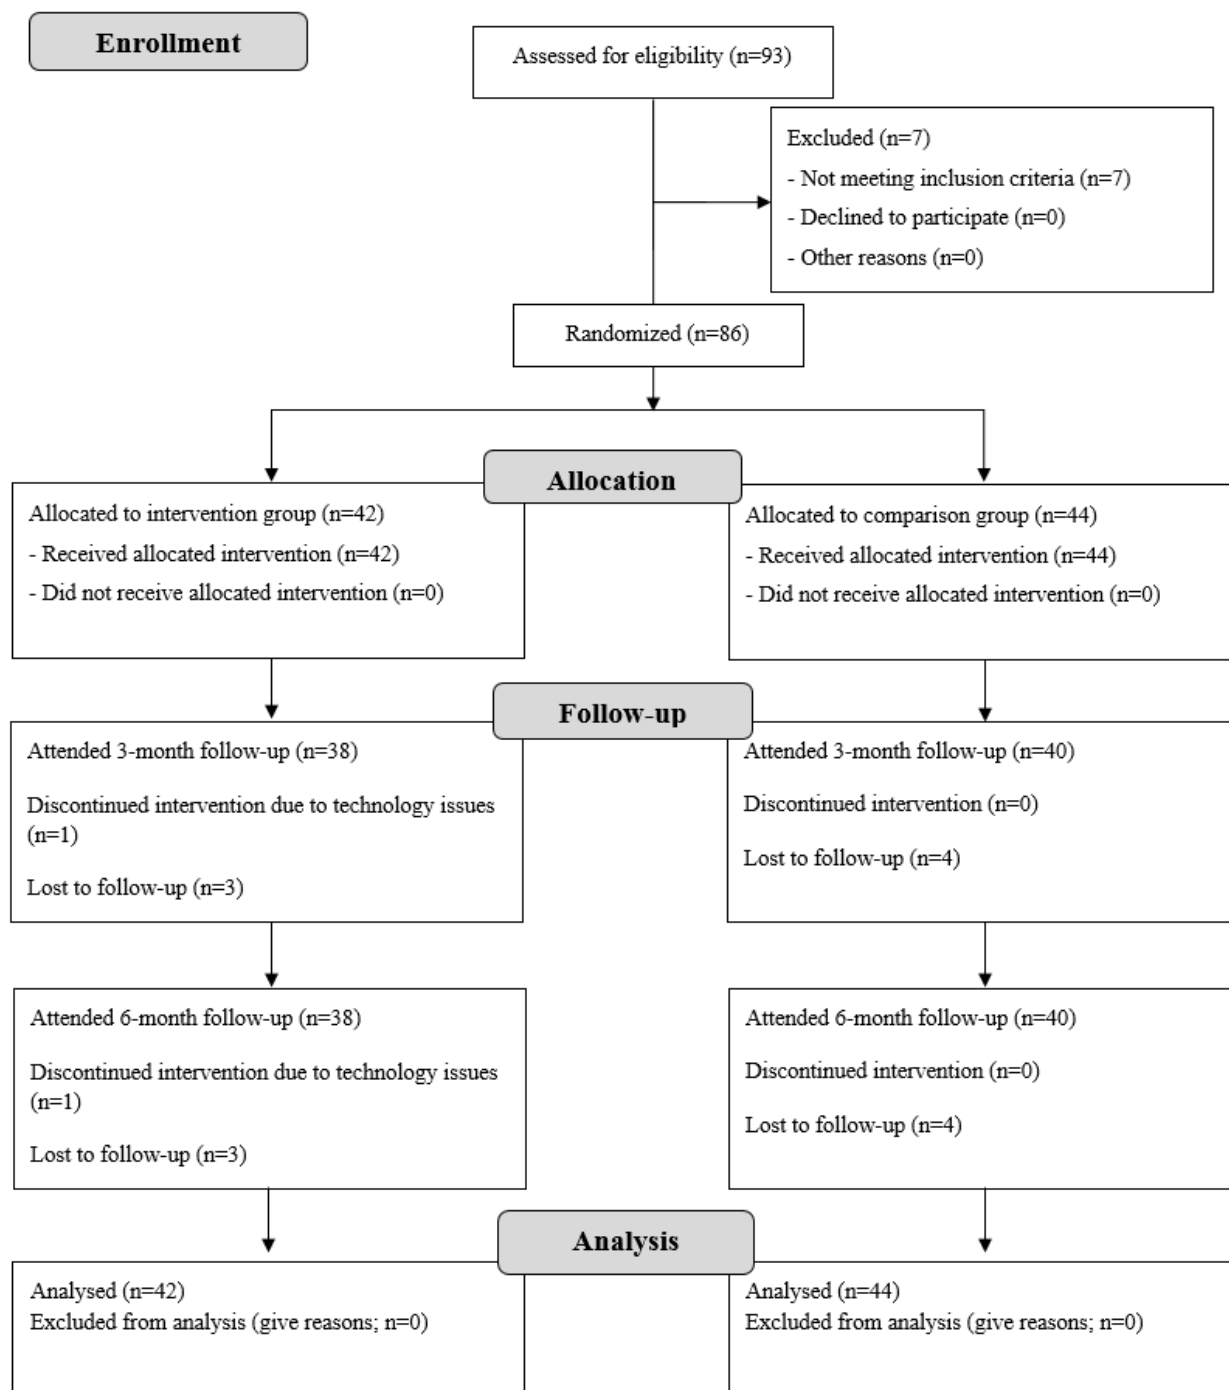 Enrollment
Assessed for eligibility (n=93)
Excluded (n=7)
- Not meeting inclusion criteria (n=7)
- Declined to participate (n=0)
- Other reasons (n=0)
Randomized (n=86)
Allocation
Allocated to intervention group (n=42)
- Received allocated intervention (n=42)
- Did not receive allocated intervention (n=0)
Allocated to comparison group (n=44)
- Received allocated intervention (n=44)
- Did not receive allocated intervention (n=0)
Follow-up
Attended 3-month follow-up (n=38)
Discontinued intervention due to technology issues
(n=1)
Lost to follow-up (n=3)
Attended 3-month follow-up (n=40)
Discontinued intervention (n=0)
Lost to follow-up (n=4)
Attended 6-month follow-up (n=38)
Discontinued intervention due to technology issues
(n=1)
Lost to follow-up (n=3)
Attended 6-month follow-up (n=40)
Discontinued intervention (n=0)
Lost to follow-up (n=4)
Analysis
Analysed (n=42)
Excluded from analysis (give reasons; n=0)
Analysed (n=44)
Excluded from analysis (give reasons; n=0)